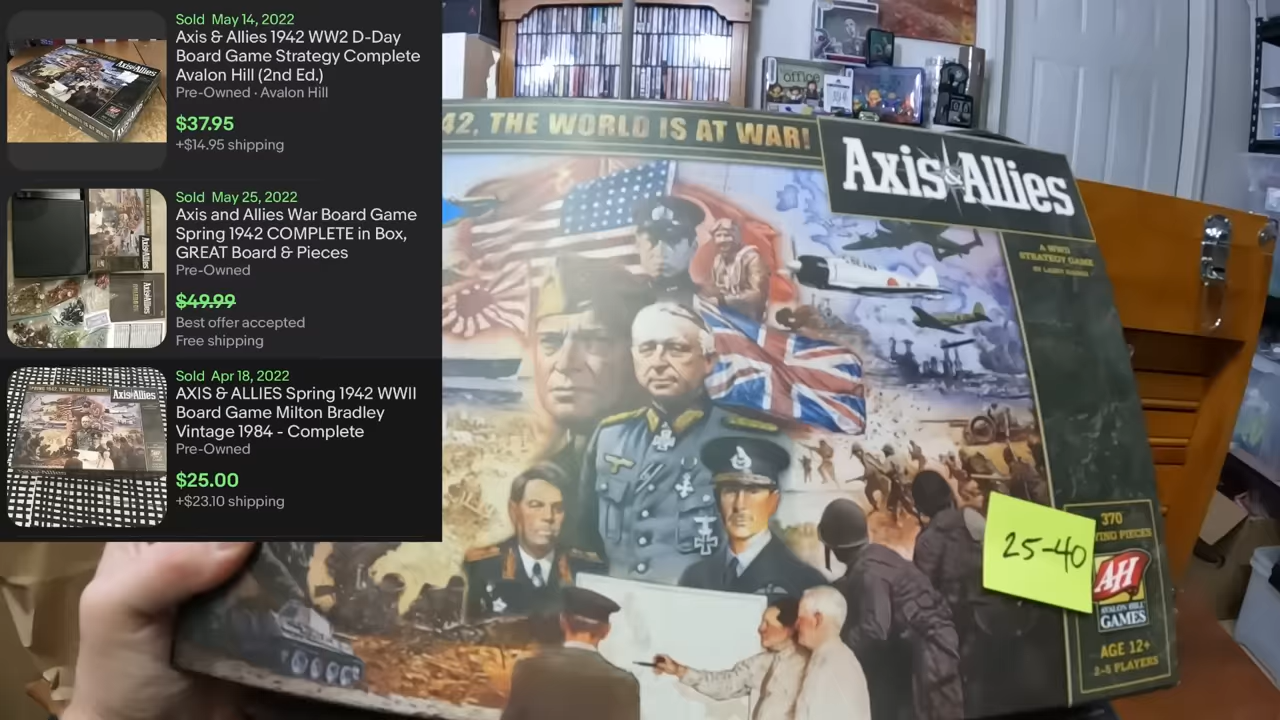 Sold May 14, 2022
Axis & Allies 1942 WW2 D-Day
Board Game Strategy Complete
Avalon Hill (2nd Ed.)
Pre-Owned · Avalon Hill
$37.95
+$14.95 shipping
Sold May 25, 2022
Axis and Allies War Board Game
Spring 1942 COMPLETE in Box,
GREAT Board & Pieces
Pre-Owned
$49.99
Best offer accepted
Free shipping
Sold Apr 18, 2022
AXIS & ALLIES Spring 1942 WWII
Board Game Milton Bradley
Vintage 1984 - Complete
Pre-Owned
$25.00
+$23.10 shipping
42, THE WORLD IS AT WAR!
Axis & Allies
A WWII
STRATEGY GAME
25-40
370
PIECES
AH
AVALON HILL
GAMES
AGE 12+
2-5 PLAYERS
office